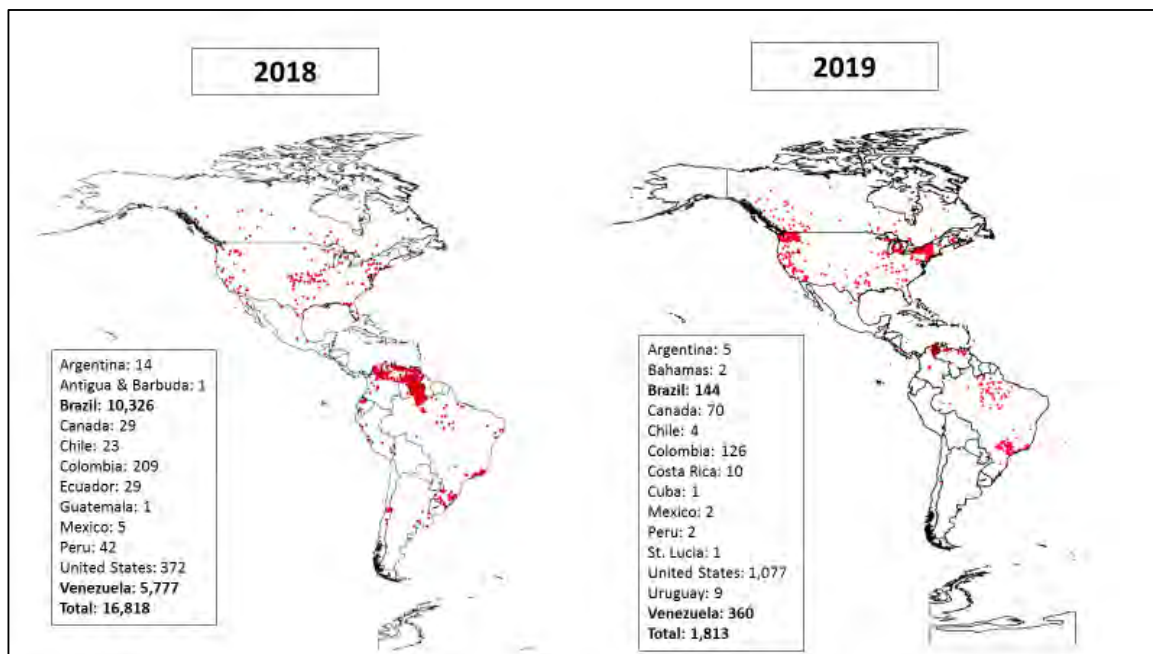 2018
Argentina: 14
Antigua & Barbuda: 1
Brazil: 10,326
Canada: 29
Chile: 23
Colombia: 209
Ecuador: 29
Guatemala: 1
Mexico: 5
Peru: 42
United States: 372
Venezuela: 5,777
Total: 16,818
2019
Argentina: 5
Bahamas: 2
Brazil: 144
Canada: 70
Chile: 4
Colombia: 126
Costa Rica: 10
Cuba: 1
Mexico: 2
Peru: 2
St. Lucia: 1
United States: 1,077
Uruguay: 9
Venezuela: 360
Total: 1,813